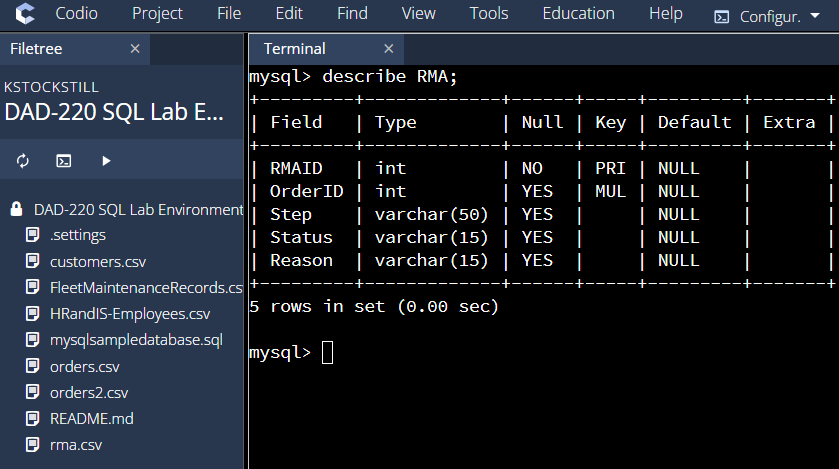 Codio Project File Edit Find View Tools Education Help Configur.
Filetree × Terminal ×
KSTOCKSTILL
DAD-220 SQL Lab E...
DAD-220 SQL Lab Environment
.settings
customers.csv
FleetMaintenanceRecords.cs
HRandIS-Employees.csv
mysqlsampledatabase.sql
orders.csv
orders2.csv
README.md
rma.csv
mysql> describe RMA;
+---------+-------------+------+-----+---------+-------+
| Field   | Type        | Null | Key | Default | Extra |
+---------+-------------+------+-----+---------+-------+
| RMAID   | int         | NO   | PRI | NULL    |       |
| OrderID | int         | YES  | MUL | NULL    |       |
| Step    | varchar(50) | YES  |     | NULL    |       |
| Status  | varchar(15) | YES  |     | NULL    |       |
| Reason  | varchar(15) | YES  |     | NULL    |       |
+---------+-------------+------+-----+---------+-------+
5 rows in set (0.00 sec)
mysql>